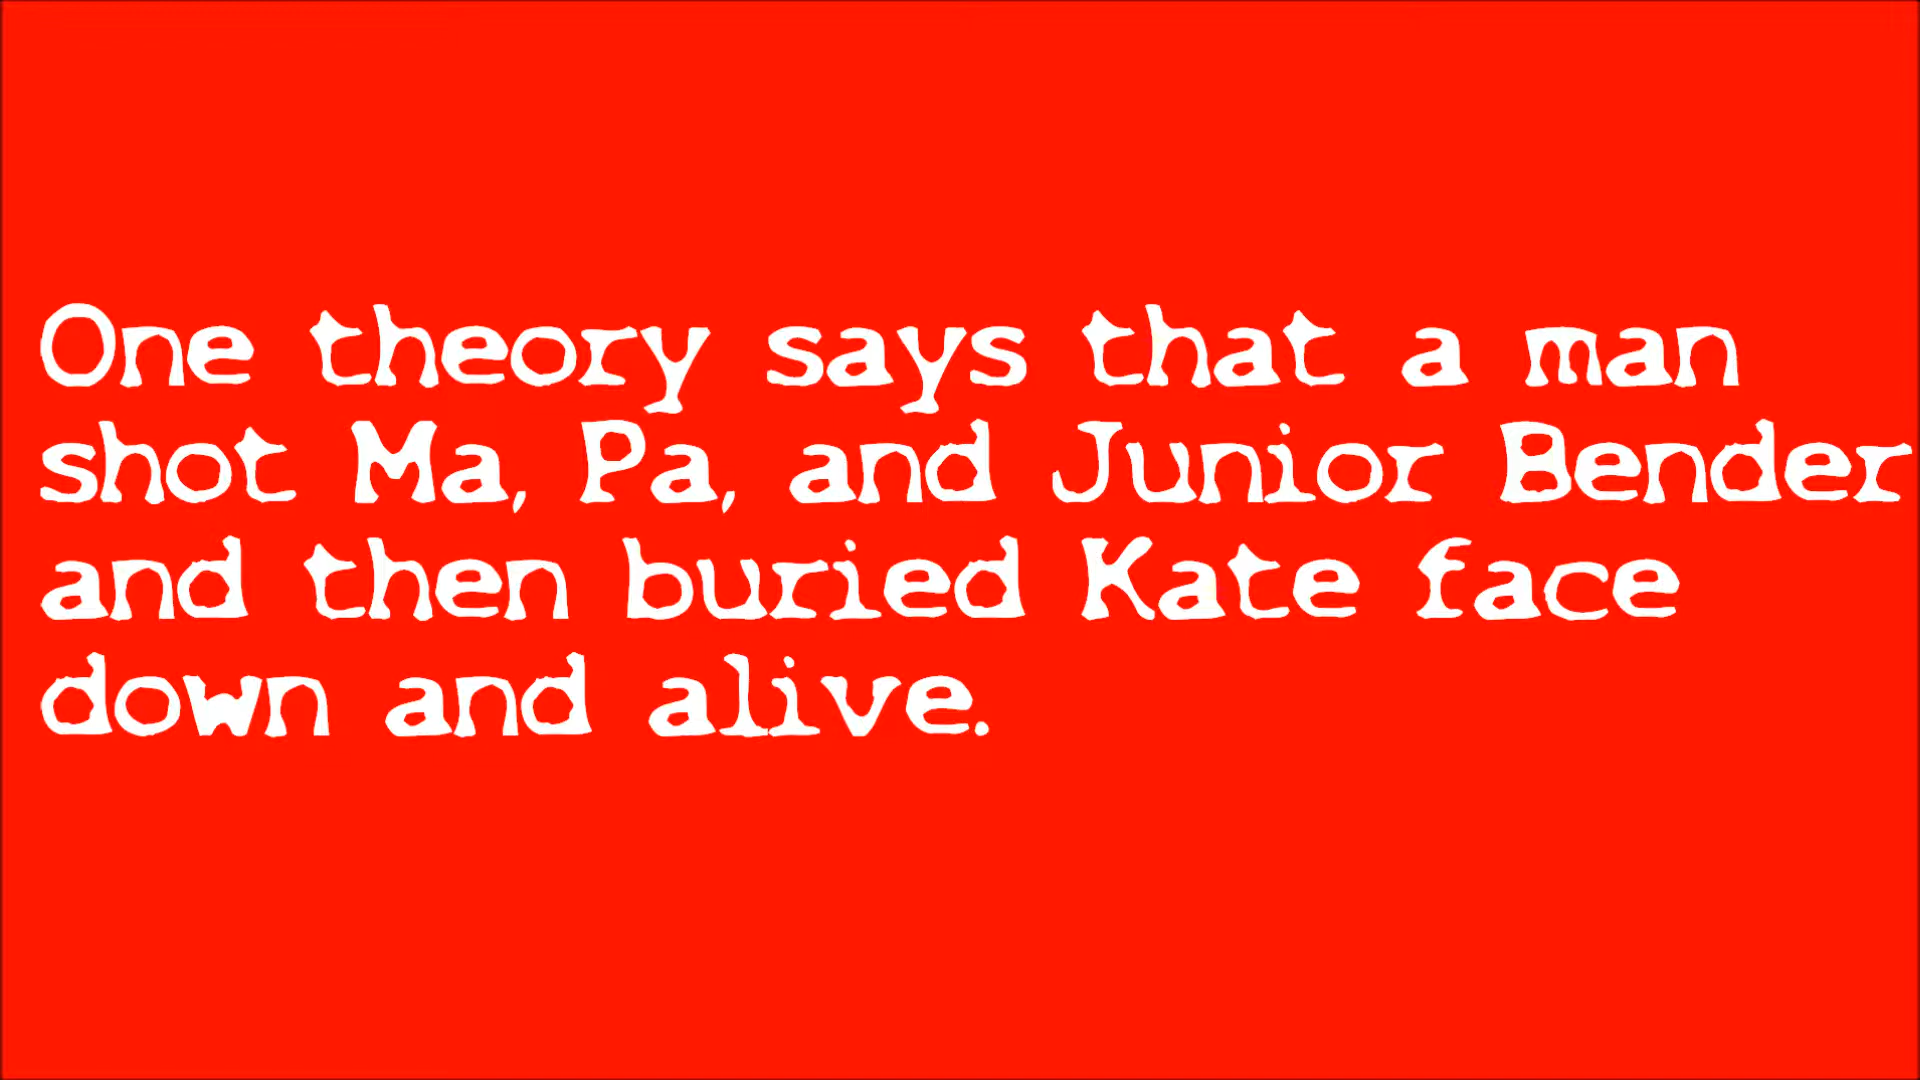 One theory says that a man
shot Ma, Pa, and Junior Bender
and then buried Kate face
down and alive.